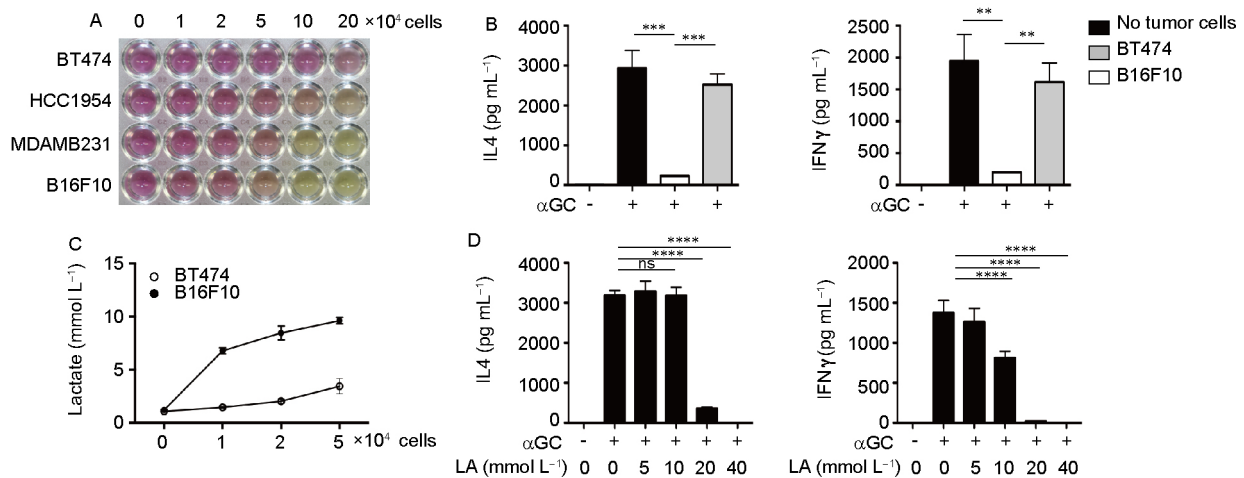 A 0 1 2 5 10 20 ×10⁴ cells
BT474
HCC1954
MDAMB231
B16F10
B
IL4 (pg mL⁻¹)
4000
3000
2000
1000
0
*** ***
αGC - + + +
IFNγ (pg mL⁻¹)
2500
2000
1500
1000
500
0
** **
αGC - + + +
No tumor cells
BT474
B16F10
C
Lactate (mmol L⁻¹)
15
10
5
0
BT474
B16F10
0 1 2 5 ×10⁴ cells
D
IL4 (pg mL⁻¹)
4000
3000
2000
1000
0
****
****
ns
αGC - + + + + +
LA (mmol L⁻¹) 0 0 5 10 20 40
IFNγ (pg mL⁻¹)
2000
1500
1000
500
0
****
****
****
- + + + + +
0 0 5 10 20 40